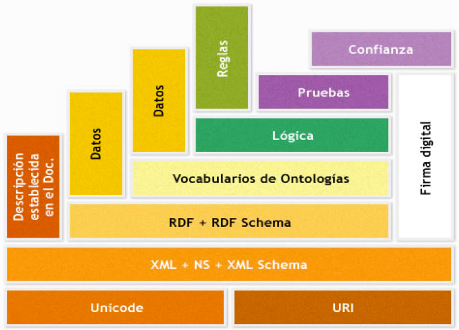 Reglas
Confianza
Datos
Pruebas
Datos
Lógica
Descripción
establecida
en el Doc.
Vocabularios de Ontologías
Firma digital
RDF + RDF Schema
XML + NS + XML Schema
Unicode
URI